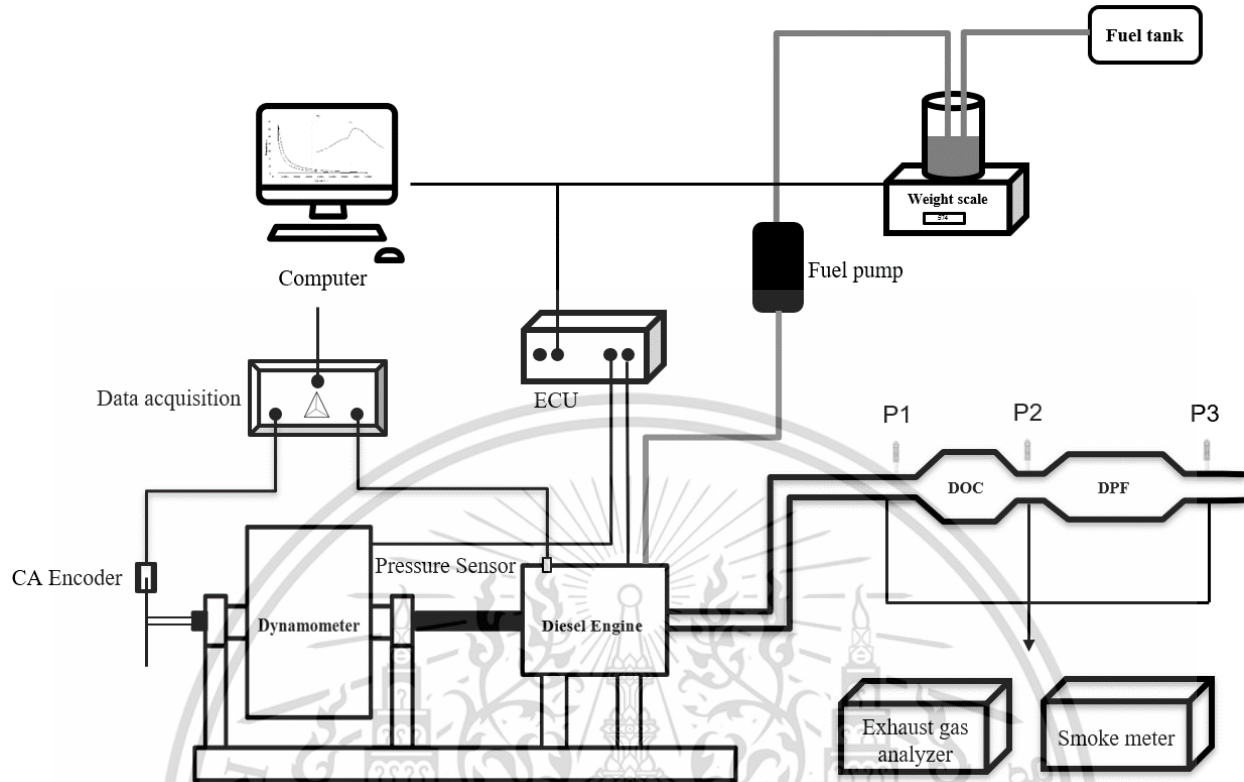 Fuel tank
Weight scale
Computer
Fuel pump
Data acquisition
ECU
P1
P2
P3
DOC
DPF
CA Encoder
Pressure Sensor
Dynamometer
Diesel Engine
Exhaust gas
analyzer
Smoke meter